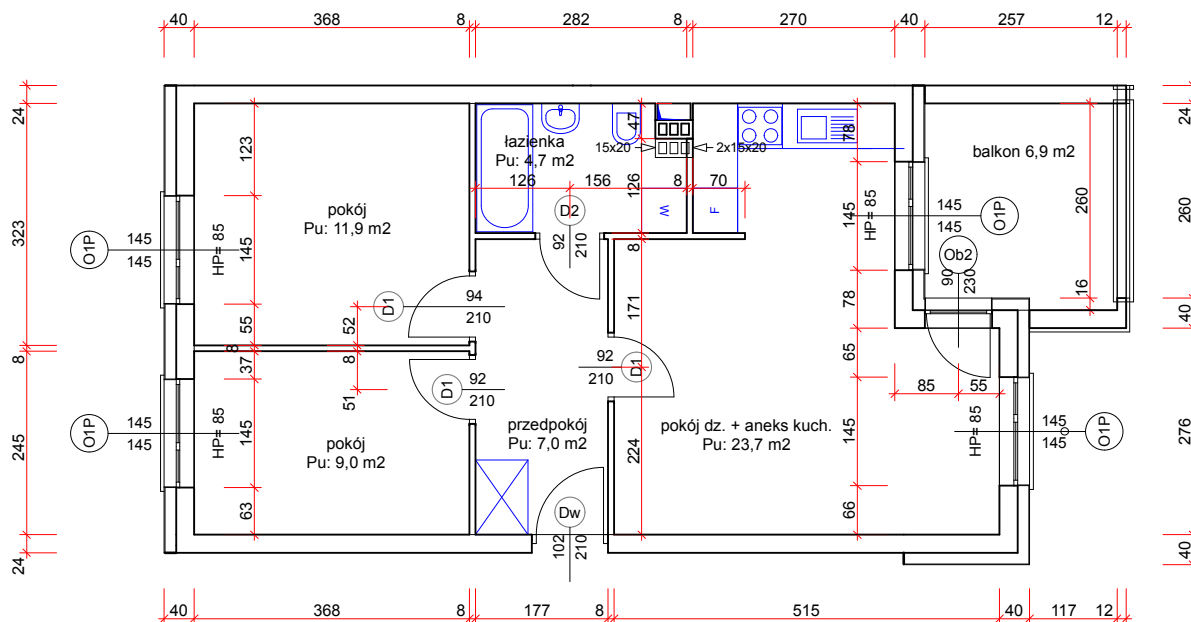 40
368
8
282
8
270
40
257
12
24
323
8
245
24
24
260
40
276
40
123
145
55
8
37
145
63
łazienka
Pu: 4,7 m2
47
15x20
2x15x20
78
126
156
126
8
70
balkon 6,9 m2
pokój
Pu: 11,9 m2
D2
92
210
W
F
145
HP= 85
145
145
O1P
260
O1P
145
145
HP= 85
Ob2
90
230
16
8
171
78
D1
94
210
52
8
51
D1
92
210
92
210
D1
65
85
55
O1P
145
145
HP= 85
pokój
Pu: 9,0 m2
przedpokój
Pu: 7,0 m2
pokój dz. + aneks kuch.
Pu: 23,7 m2
224
145
66
HP= 85
145
145
O1P
Dw
102
210
40
368
8
177
8
515
40
117
12